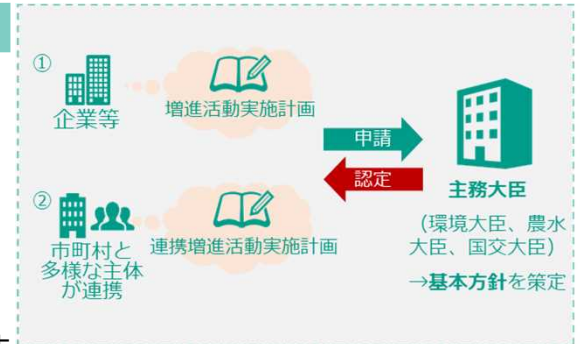 ①
企業等
増進活動実施計画
申請
認定
②
市町村と
多様な主体
が連携
連携増進活動実施計画
主務大臣
（環境大臣、農水
大臣、国交大臣）
→基本方針を策定